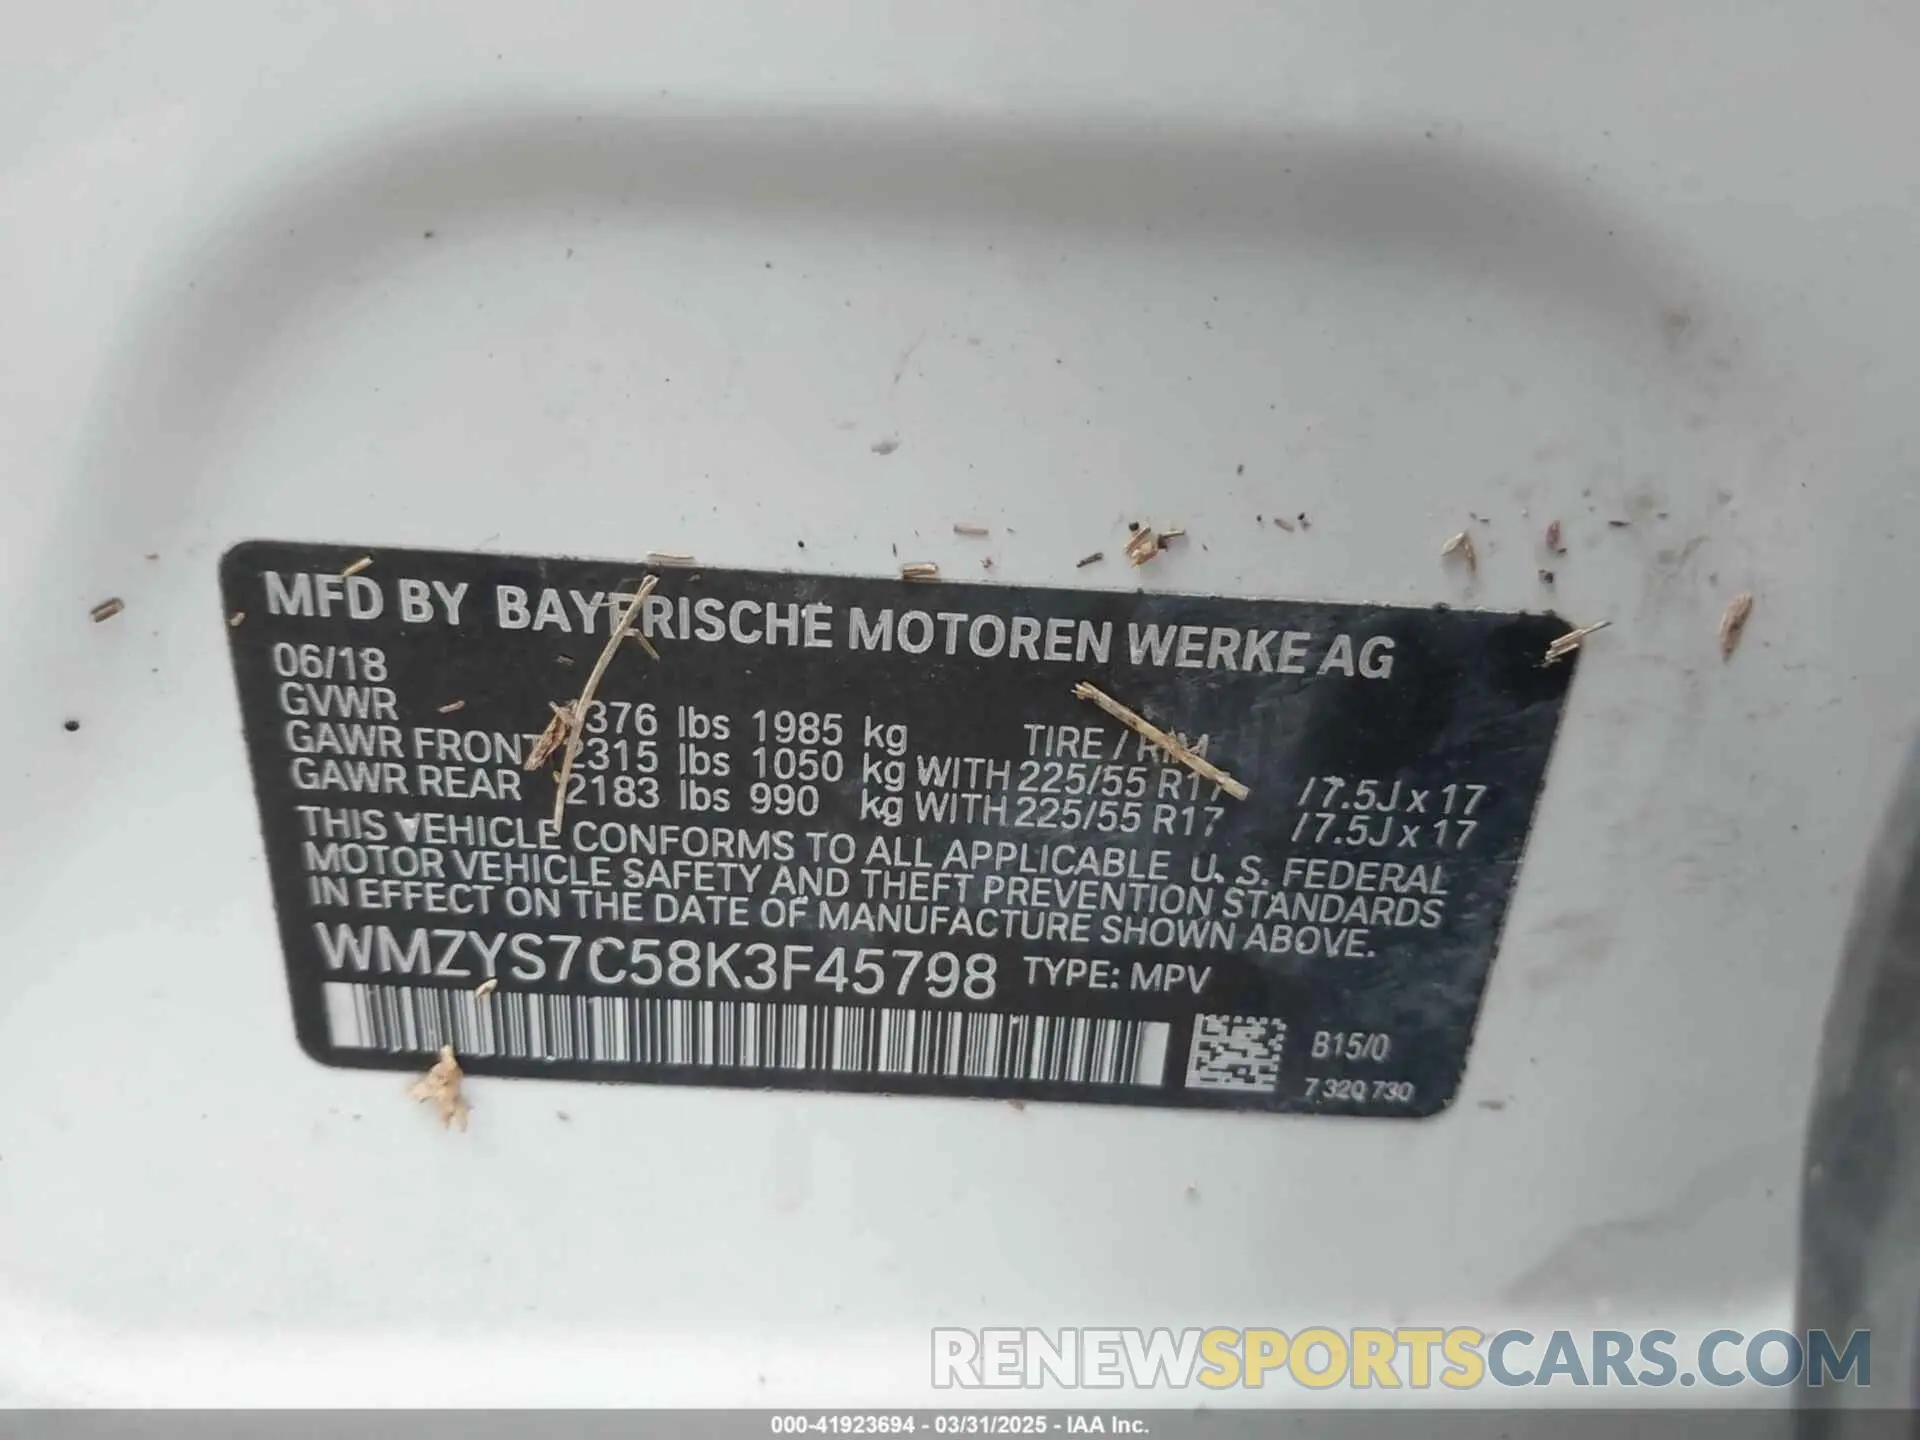 MFD BY BAYERISCHE MOTOREN WERKE AG
06/18
GVWR 376 lbs 1985 kg TIRE / RIM
GAWR FRONT 2315 lbs 1050 kg WITH 225/55 R17 /7.5J x 17
GAWR REAR 2183 lbs 990 kg WITH 225/55 R17 /7.5J x 17
THIS VEHICLE CONFORMS TO ALL APPLICABLE U. S. FEDERAL
MOTOR VEHICLE SAFETY AND THEFT PREVENTION STANDARDS
IN EFFECT ON THE DATE OF MANUFACTURE SHOWN ABOVE.
WMZYS7C58K3F45798 TYPE: MPV
B15/0
7 320 730
RENEWSPORTSCARS.COM
000-41923694 - 03/31/2025 - IAA Inc.